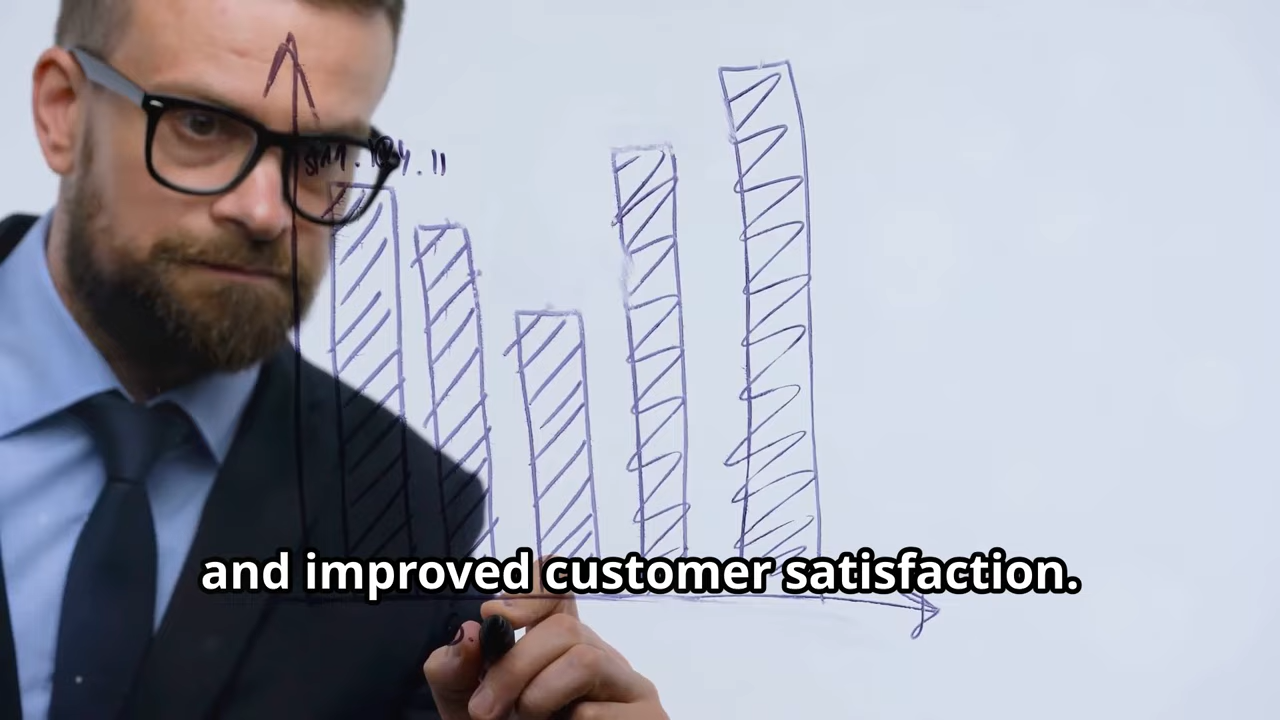 and improved customer satisfaction.